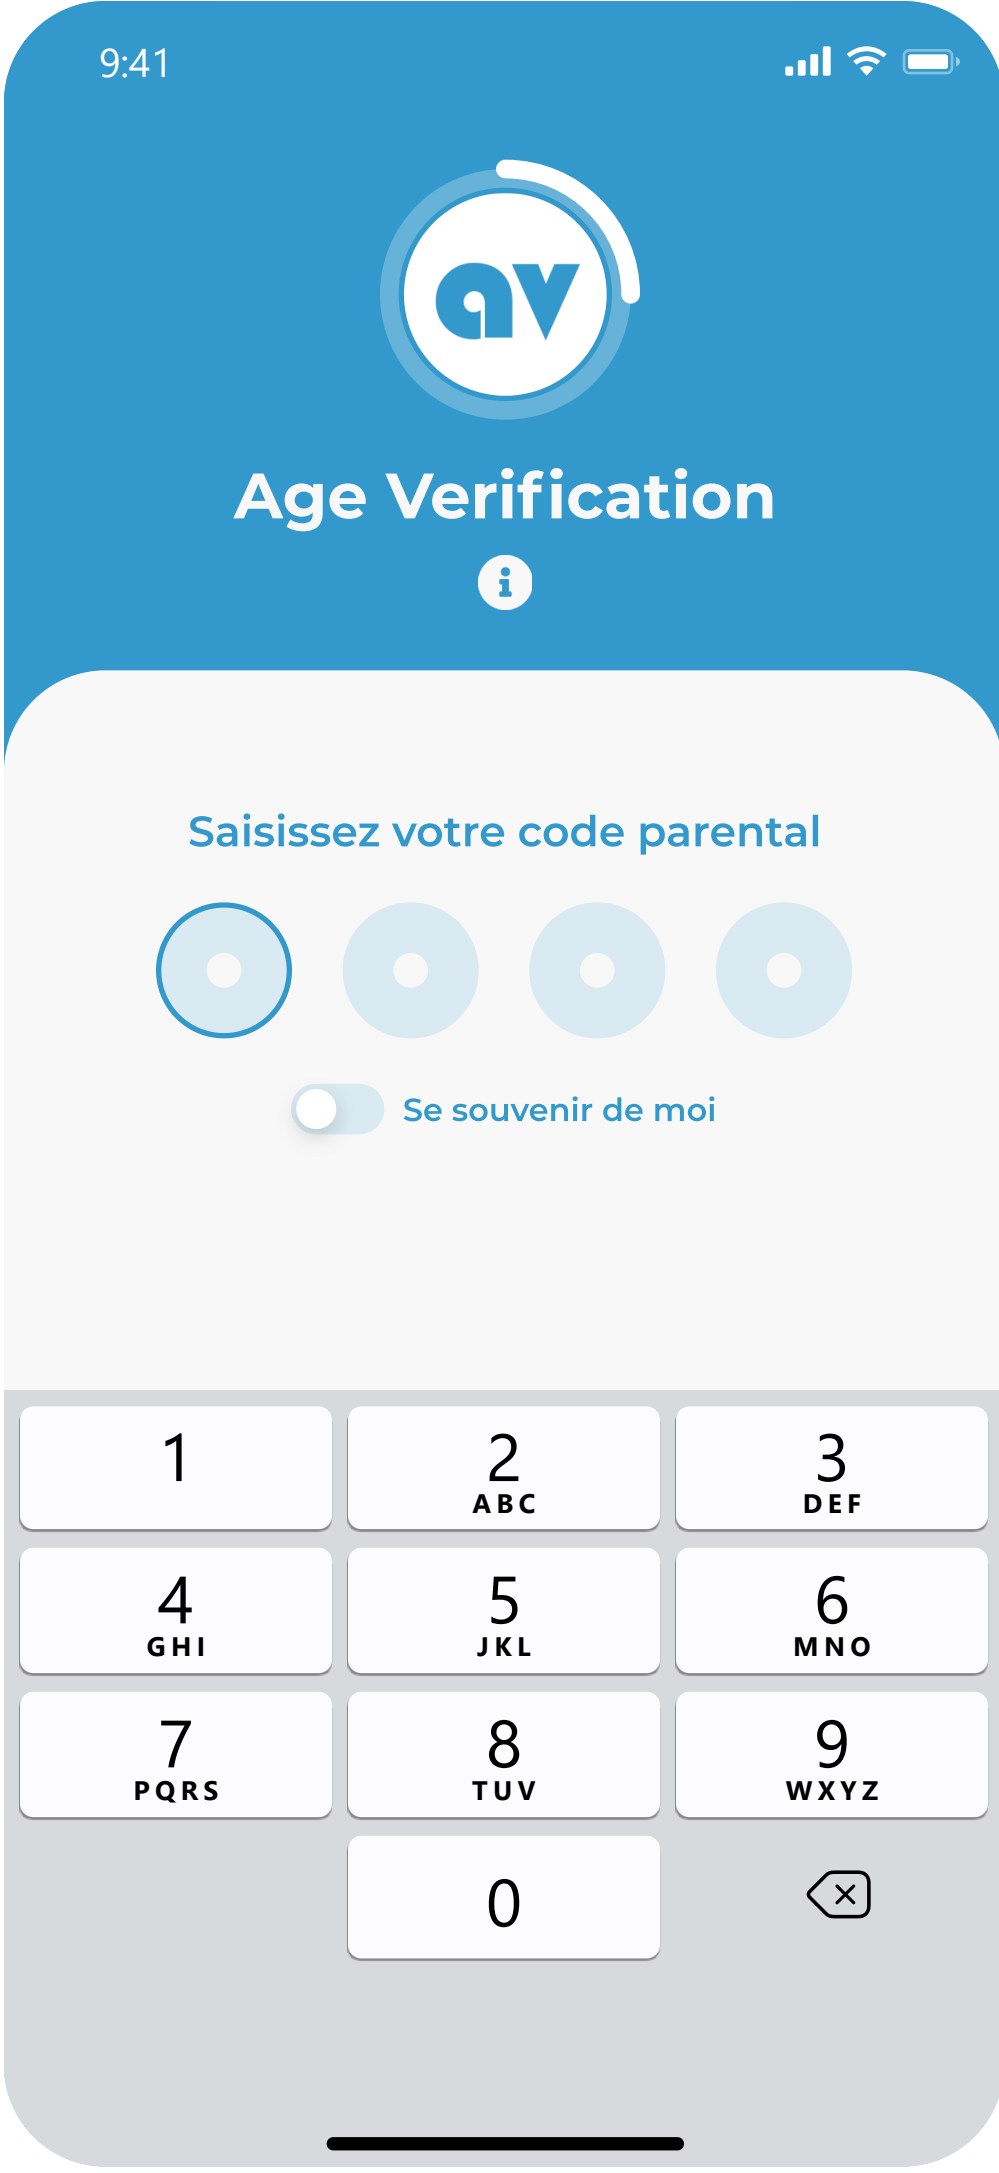 9:41
av
Age Verification
i
Saisissez votre code parental
Se souvenir de moi
1 2 3
ABC DEF
4 5 6
GHI JKL MNO
7 8 9
PQRS TUV WXYZ
0